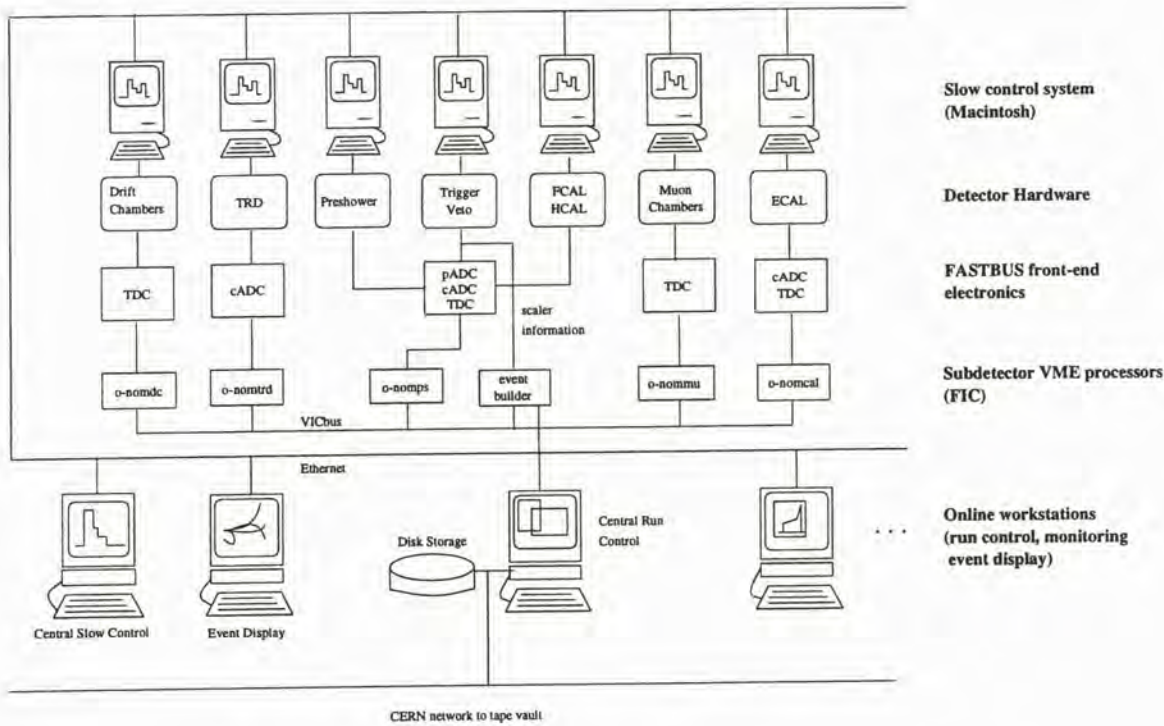 Slow control system
(Macintosh)
Drift
Chambers
TRD
Preshower
Trigger
Veto
FCAL
HCAL
Muon
Chambers
ECAL
Detector Hardware
TDC
cADC
pADC
cADC
TDC
TDC
cADC
TDC
FASTBUS front-end
electronics
scaler
information
o-nomdc
o-nomtrd
o-nomps
event
builder
o-nommu
o-nomcal
Subdetector VME processors
(FIC)
VICbus
Ethernet
Disk Storage
Central Run
Control
. . .
Online workstations
(run control, monitoring
event display)
Central Slow Control
Event Display
CERN network to tape vault